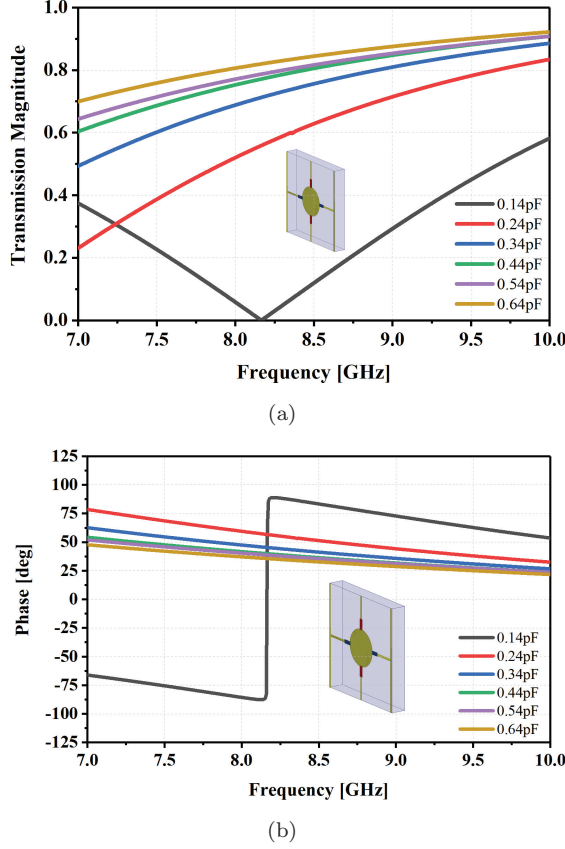 1.0
0.8
0.6
0.4
0.2
0.0
Transmission Magnitude
0.14pF
0.24pF
0.34pF
0.44pF
0.54pF
0.64pF
7.0 7.5 8.0 8.5 9.0 9.5 10.0
Frequency [GHz]
(a)
125
100
75
50
25
0
-25
-50
-75
-100
-125
Phase [deg]
0.14pF
0.24pF
0.34pF
0.44pF
0.54pF
0.64pF
7.0 7.5 8.0 8.5 9.0 9.5 10.0
Frequency [GHz]
(b)